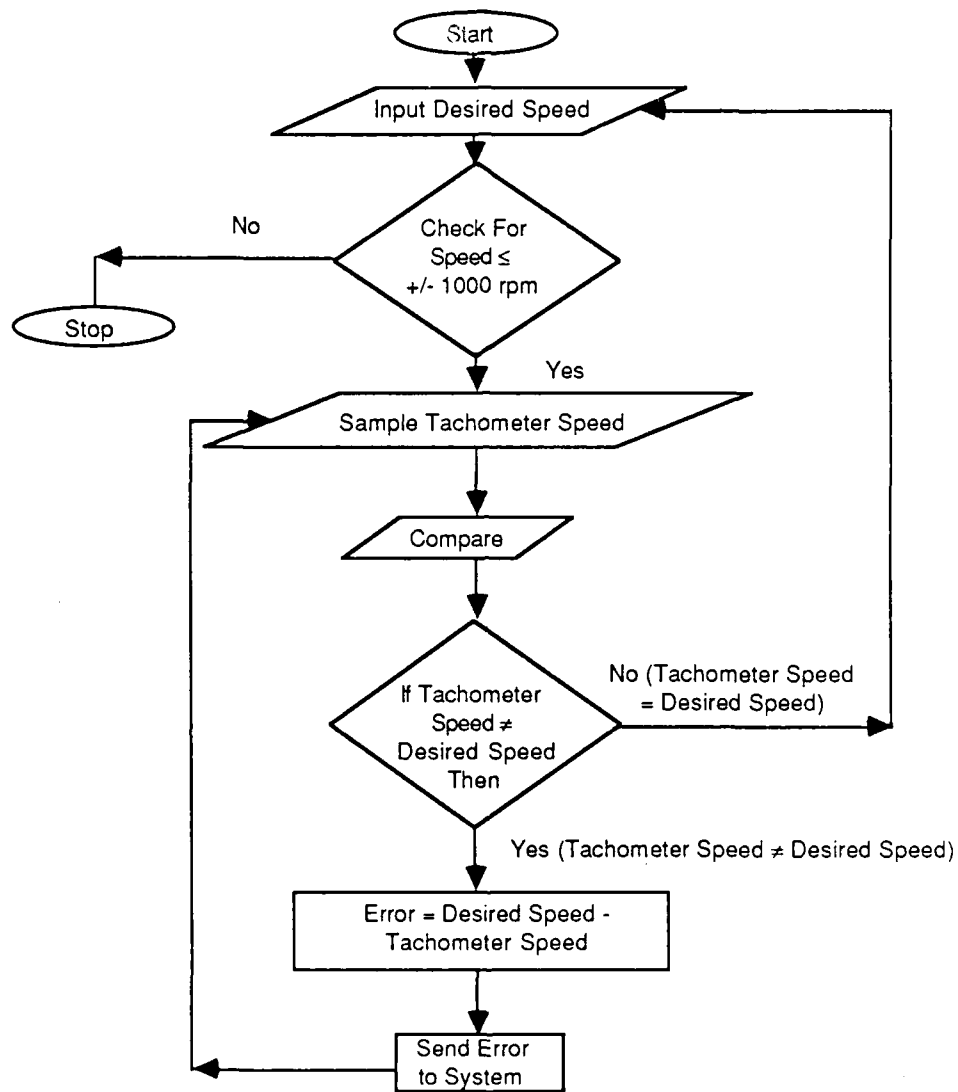 Start
Input Desired Speed
Check For
Speed ≤
+/- 1000 rpm
No
Stop
Yes
Sample Tachometer Speed
Compare
If Tachometer
Speed ≠
Desired Speed
Then
No (Tachometer Speed
= Desired Speed)
Yes (Tachometer Speed ≠ Desired Speed)
Error = Desired Speed -
Tachometer Speed
Send Error
to System